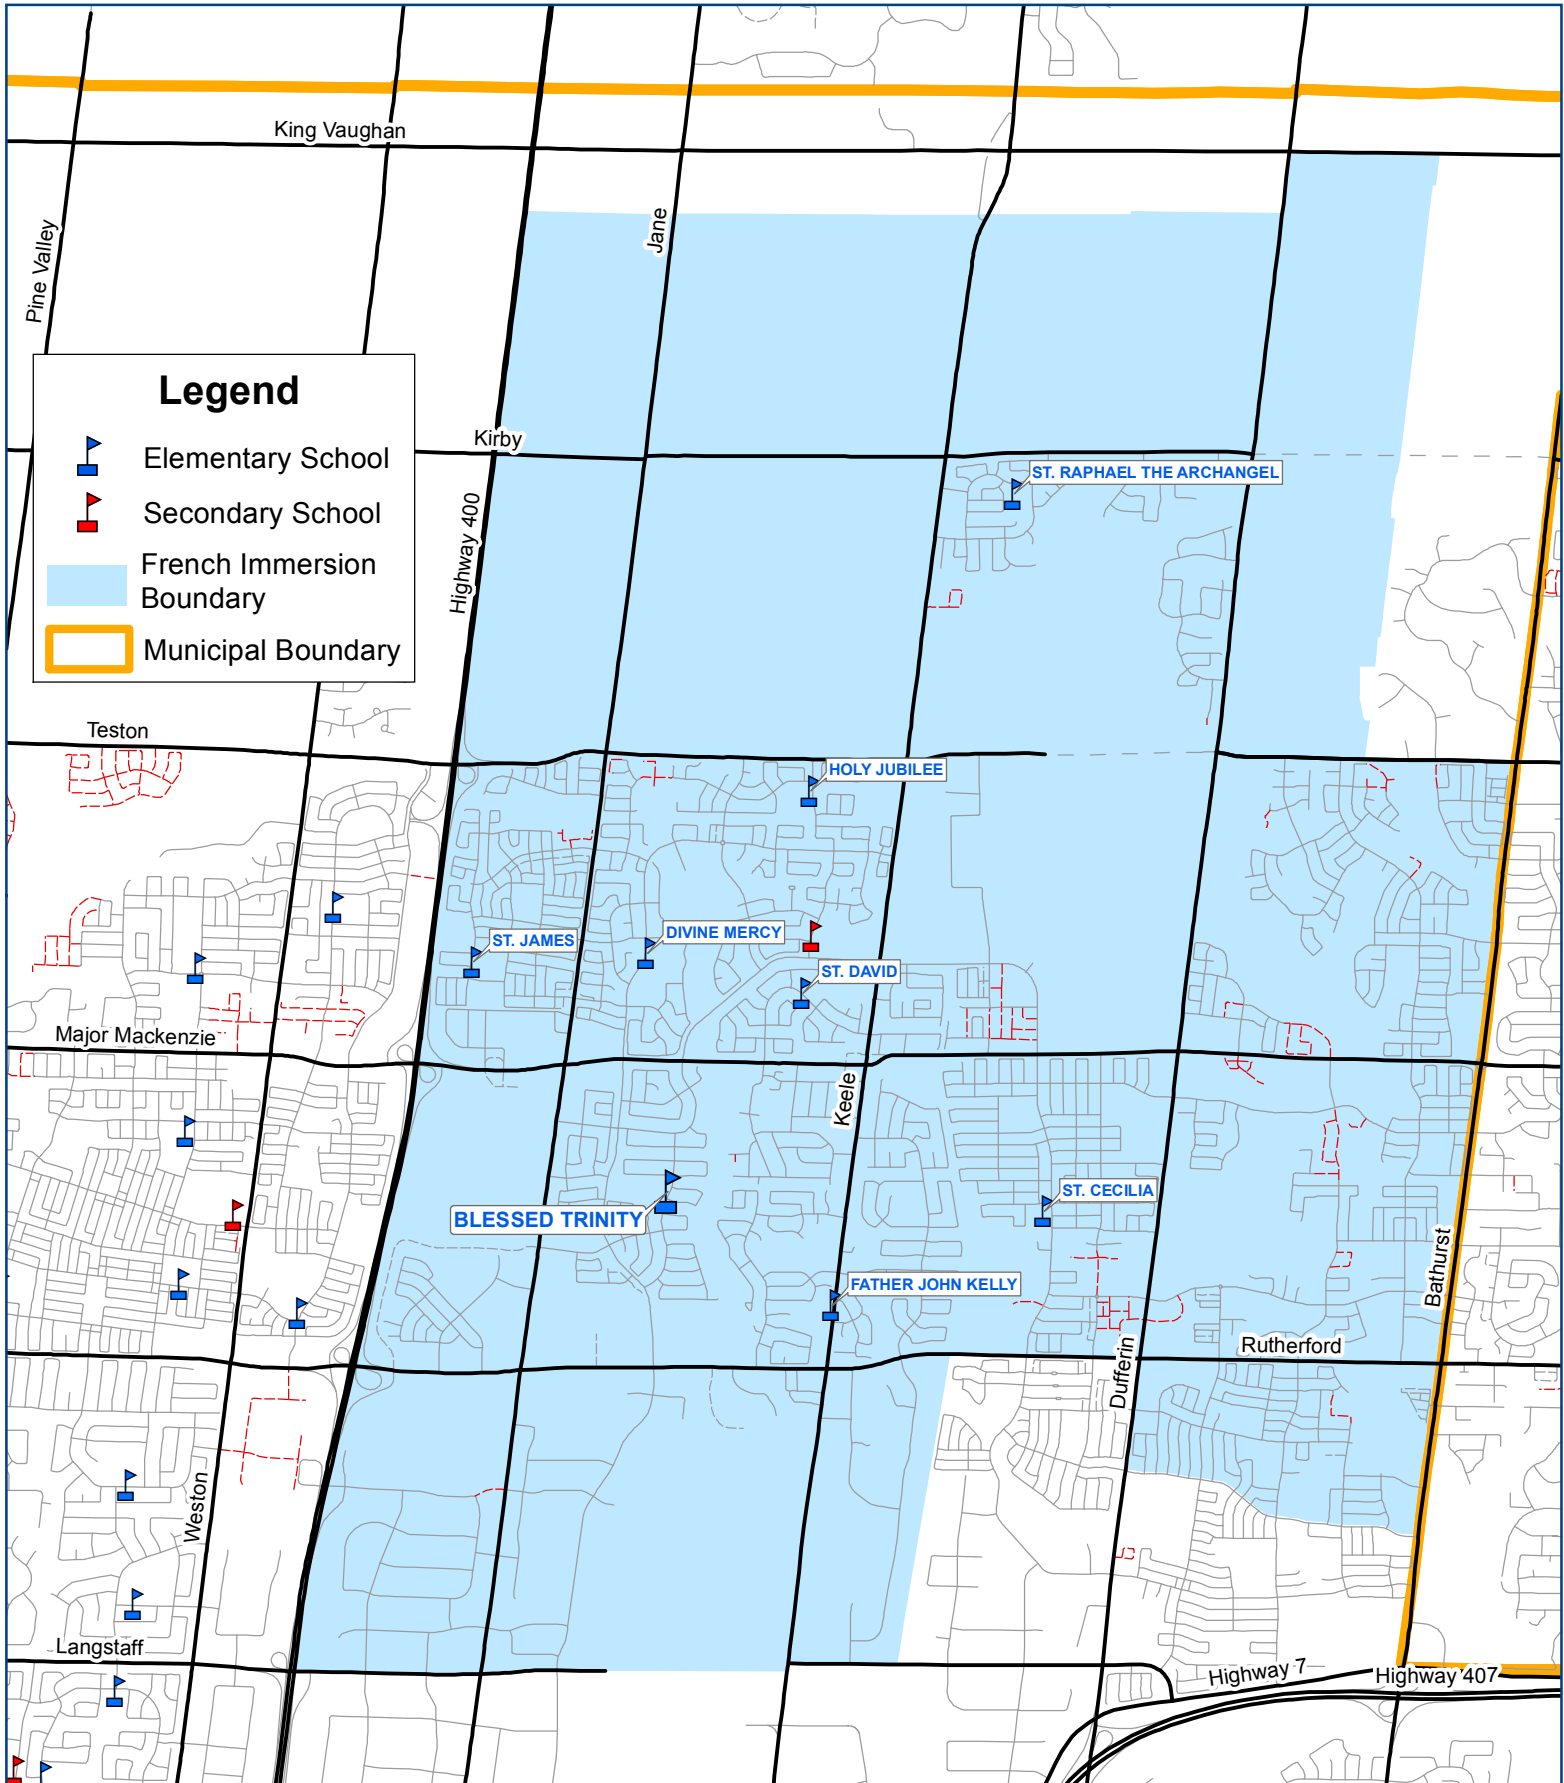 King Vaughan
Pine Valley
Jane
Legend
Elementary School
Secondary School
French Immersion
Boundary
Municipal Boundary
Kirby
Highway 400
ST. RAPHAEL THE ARCHANGEL
Teston
HOLY JUBILEE
ST. JAMES
DIVINE MERCY
ST. DAVID
Major Mackenzie
Keele
BLESSED TRINITY
ST. CECILIA
Bathurst
FATHER JOHN KELLY
Rutherford
Dufferin
Weston
Langstaff
Highway 7
Highway 407